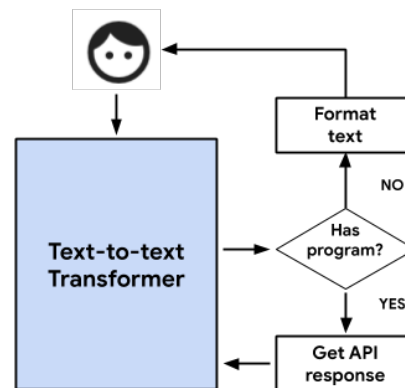 Format
text
NO
Has
program?
Text-to-text
Transformer
YES
Get API
response